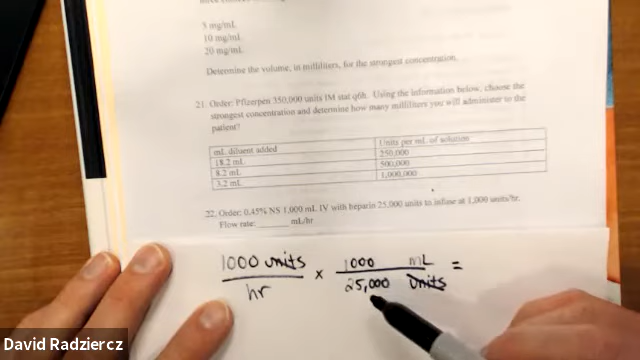 5 mg/mL
10 mg/mL
20 mg/mL
Determine the volume, in milliliters, for the strongest concentration.
21. Order: Pfizerpen 350,000 units IM stat q6h. Using the information below, choose the
strongest concentration and determine how many milliliters you will administer to the
patient?
mL diluent added Units per mL of solution
18.2 mL 250,000
8.2 mL 500,000
3.2 mL 1,000,000
22. Order: 0.45% NS 1,000 mL IV with heparin 25,000 units to infuse at 1,000 units/hr.
Flow rate: ______ mL/hr
1000 units × 1000 mL =
hr 25,000 units
David Radziercz